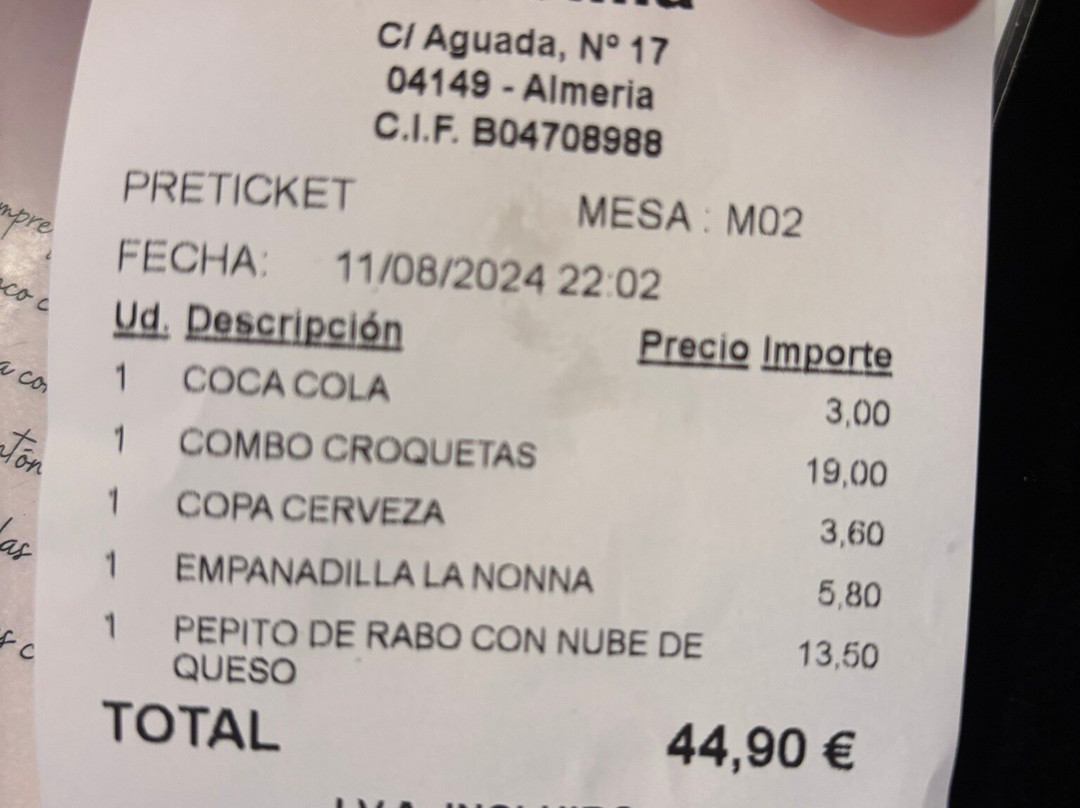 C/ Aguada, Nº 17
04149 - Almeria
C.I.F. B04708988
PRETICKET MESA : M02
FECHA: 11/08/2024 22:02
Ud. Descripción Precio Importe
1 COCA COLA 3,00
1 COMBO CROQUETAS 19,00
1 COPA CERVEZA 3,60
1 EMPANADILLA LA NONNA 5,80
1 PEPITO DE RABO CON NUBE DE 13,50
QUESO
TOTAL 44,90 €